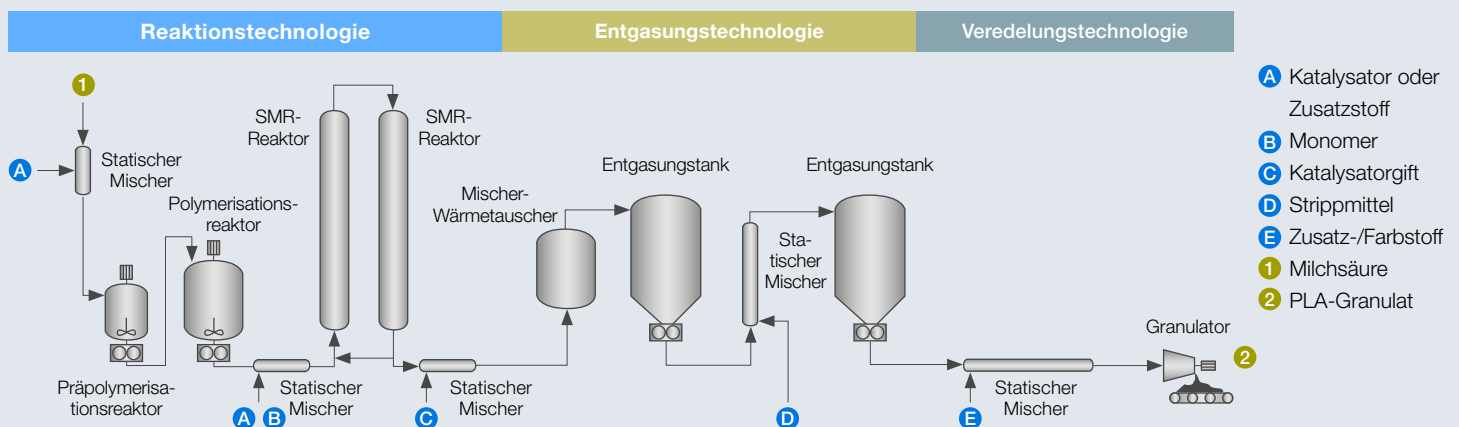 Reaktionstechnologie
Entgasungstechnologie
Veredelungstechnologie
1
A
Statischer
Mischer
Präpolymerisa-
tionsreaktor
Polymerisations-
reaktor
A B
Statischer
Mischer
SMR-
Reaktor
SMR-
Reaktor
C
Statischer
Mischer
Mischer-
Wärmetauscher
Entgasungstank
Sta-
tischer
Mischer
D
Entgasungstank
E
Statischer
Mischer
Granulator
2
A Katalysator oder
Zusatzstoff
B Monomer
C Katalysatorgift
D Strippmittel
E Zusatz-/Farbstoff
1 Milchsäure
2 PLA-Granulat